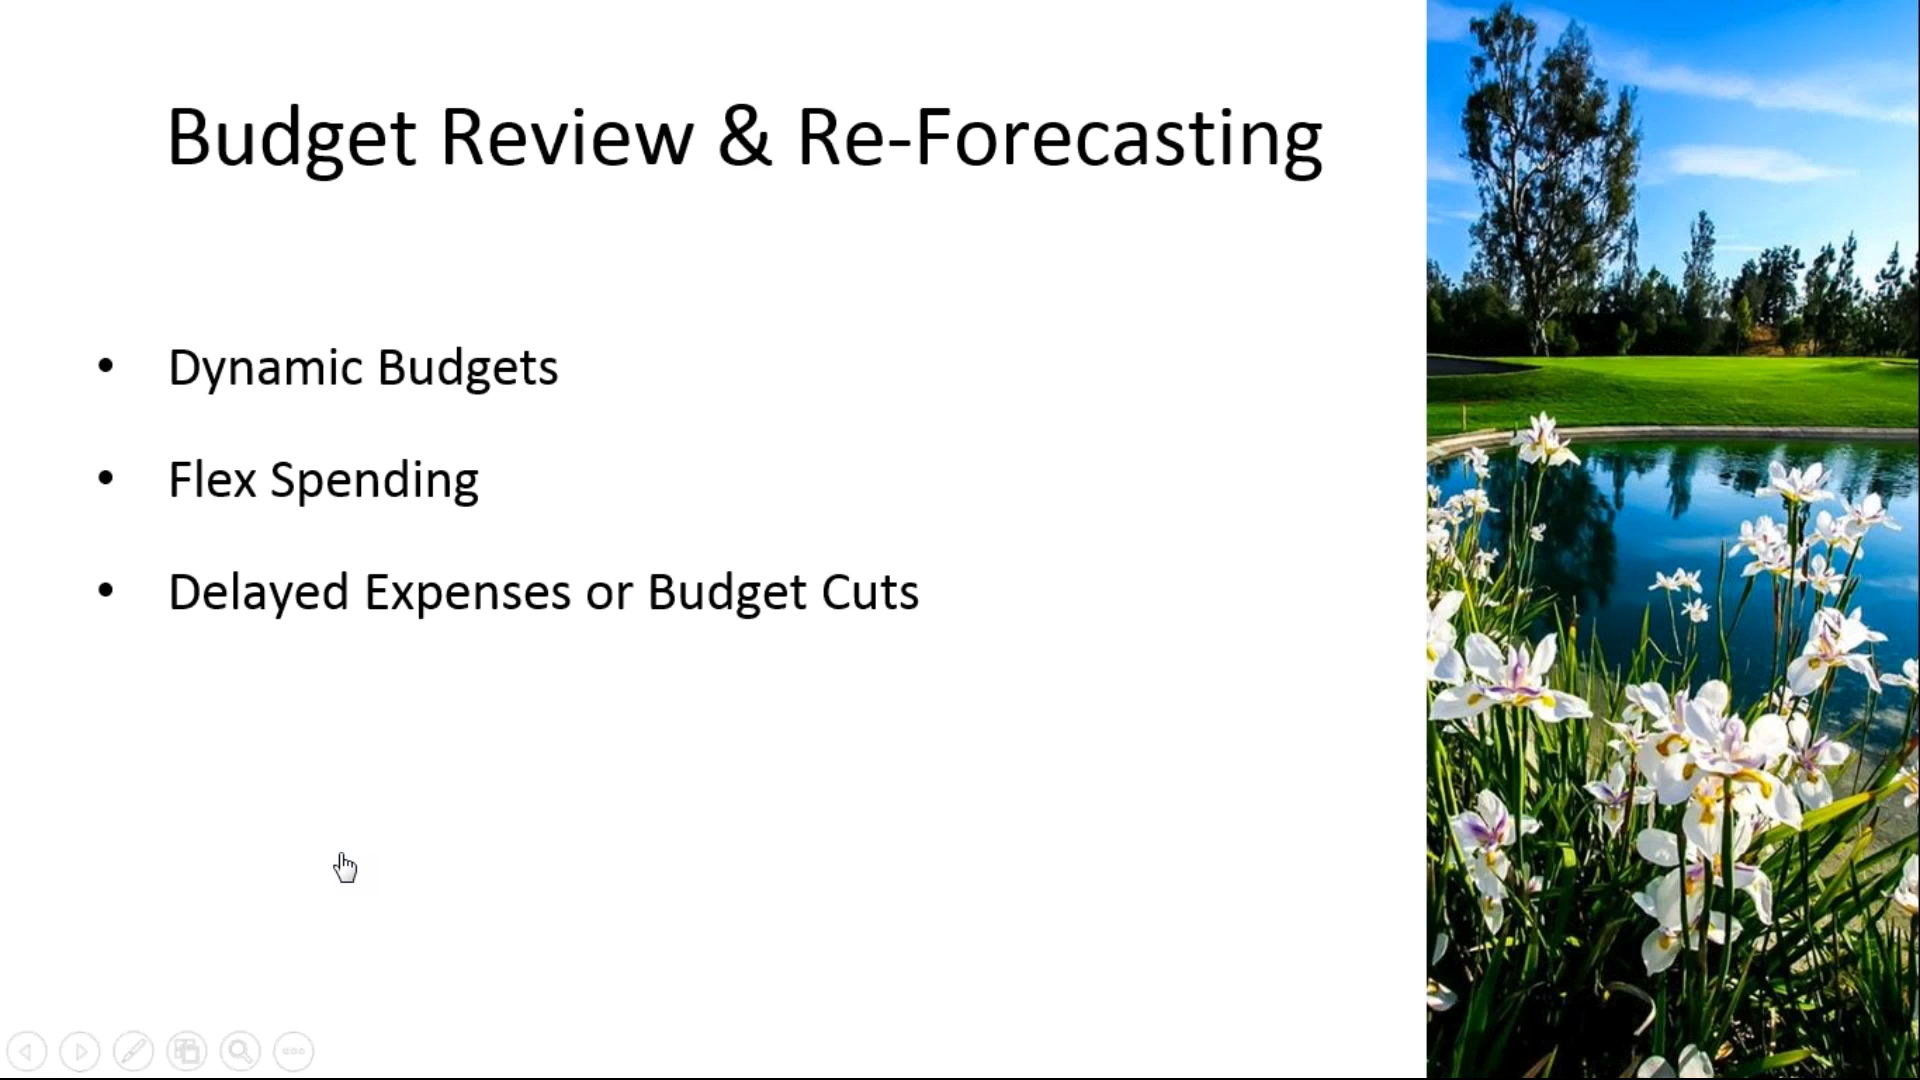 Budget Review & Re-Forecasting
• Dynamic Budgets
• Flex Spending
• Delayed Expenses or Budget Cuts